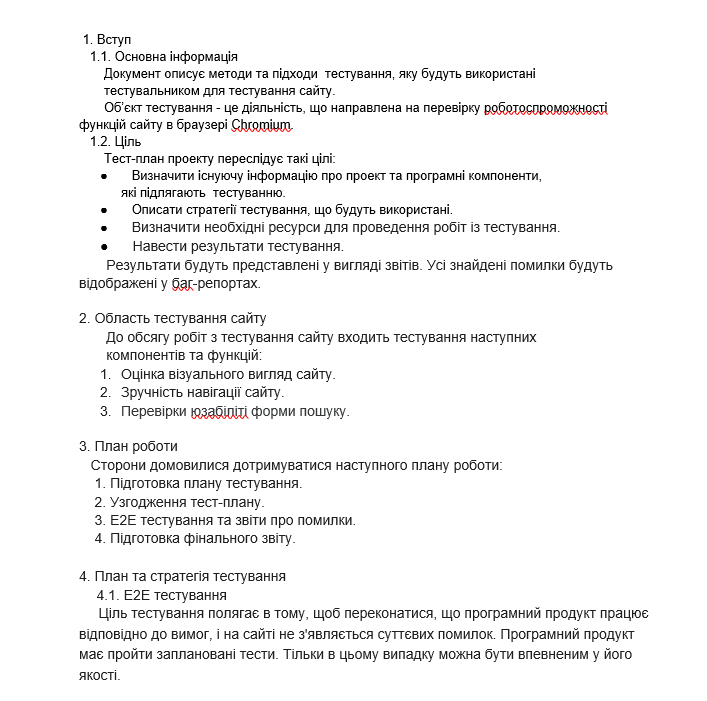 1. Вступ
1.1. Основна інформація
Документ описує методи та підходи тестування, яку будуть використані
тестувальником для тестування сайту.
Об'єкт тестування - це діяльність, що направлена на перевірку роботоспроможності
функцій сайту в браузері Chromium.
1.2. Ціль
Тест-план проекту переслідує такі цілі:
● Визначити існуючу інформацію про проект та програмні компоненти,
які підлягають тестуванню.
● Описати стратегії тестування, що будуть використані.
● Визначити необхідні ресурси для проведення робіт із тестування.
● Навести результати тестування.
Результати будуть представлені у вигляді звітів. Усі знайдені помилки будуть
відображені у баг-репортах.
2. Область тестування сайту
До обсягу робіт з тестування сайту входить тестування наступних
компонентів та функцій:
1. Оцінка візуального вигляд сайту.
2. Зручність навігації сайту.
3. Перевірки юзабіліті форми пошуку.
3. План роботи
Сторони домовилися дотримуватися наступного плану роботи:
1. Підготовка плану тестування.
2. Узгодження тест-плану.
3. E2E тестування та звіти про помилки.
4. Підготовка фінального звіту.
4. План та стратегія тестування
4.1. E2E тестування
Ціль тестування полягає в тому, щоб переконатися, що програмний продукт працює
відповідно до вимог, і на сайті не з'являється суттєвих помилок. Програмний продукт
має пройти заплановані тести. Тільки в цьому випадку можна бути впевненим у його
якості.